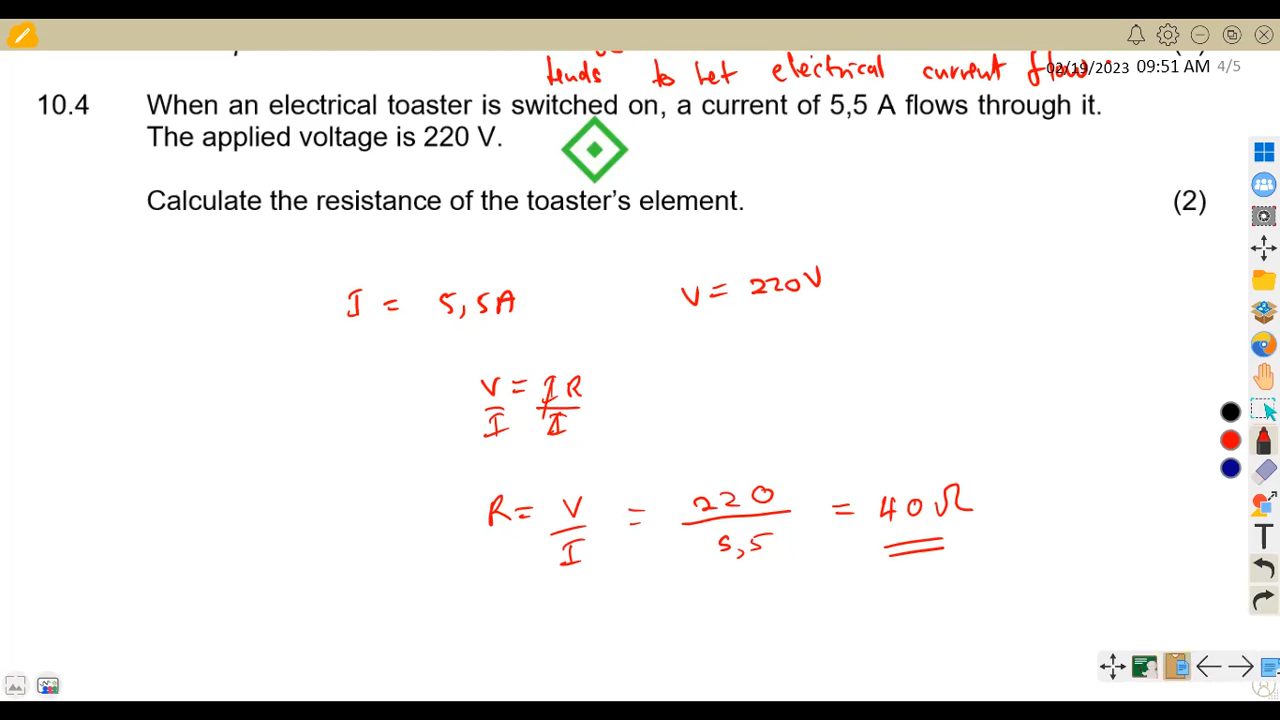 tends to let electrical current flow.
02/19/2023 09:51 AM 4/5
10.4 When an electrical toaster is switched on, a current of 5,5 A flows through it.
The applied voltage is 220 V.
Calculate the resistance of the toaster's element. (2)
I = 5,5A V = 220V
V = IR
I I
R = V = 220 = 40Ω
I 5,5
T